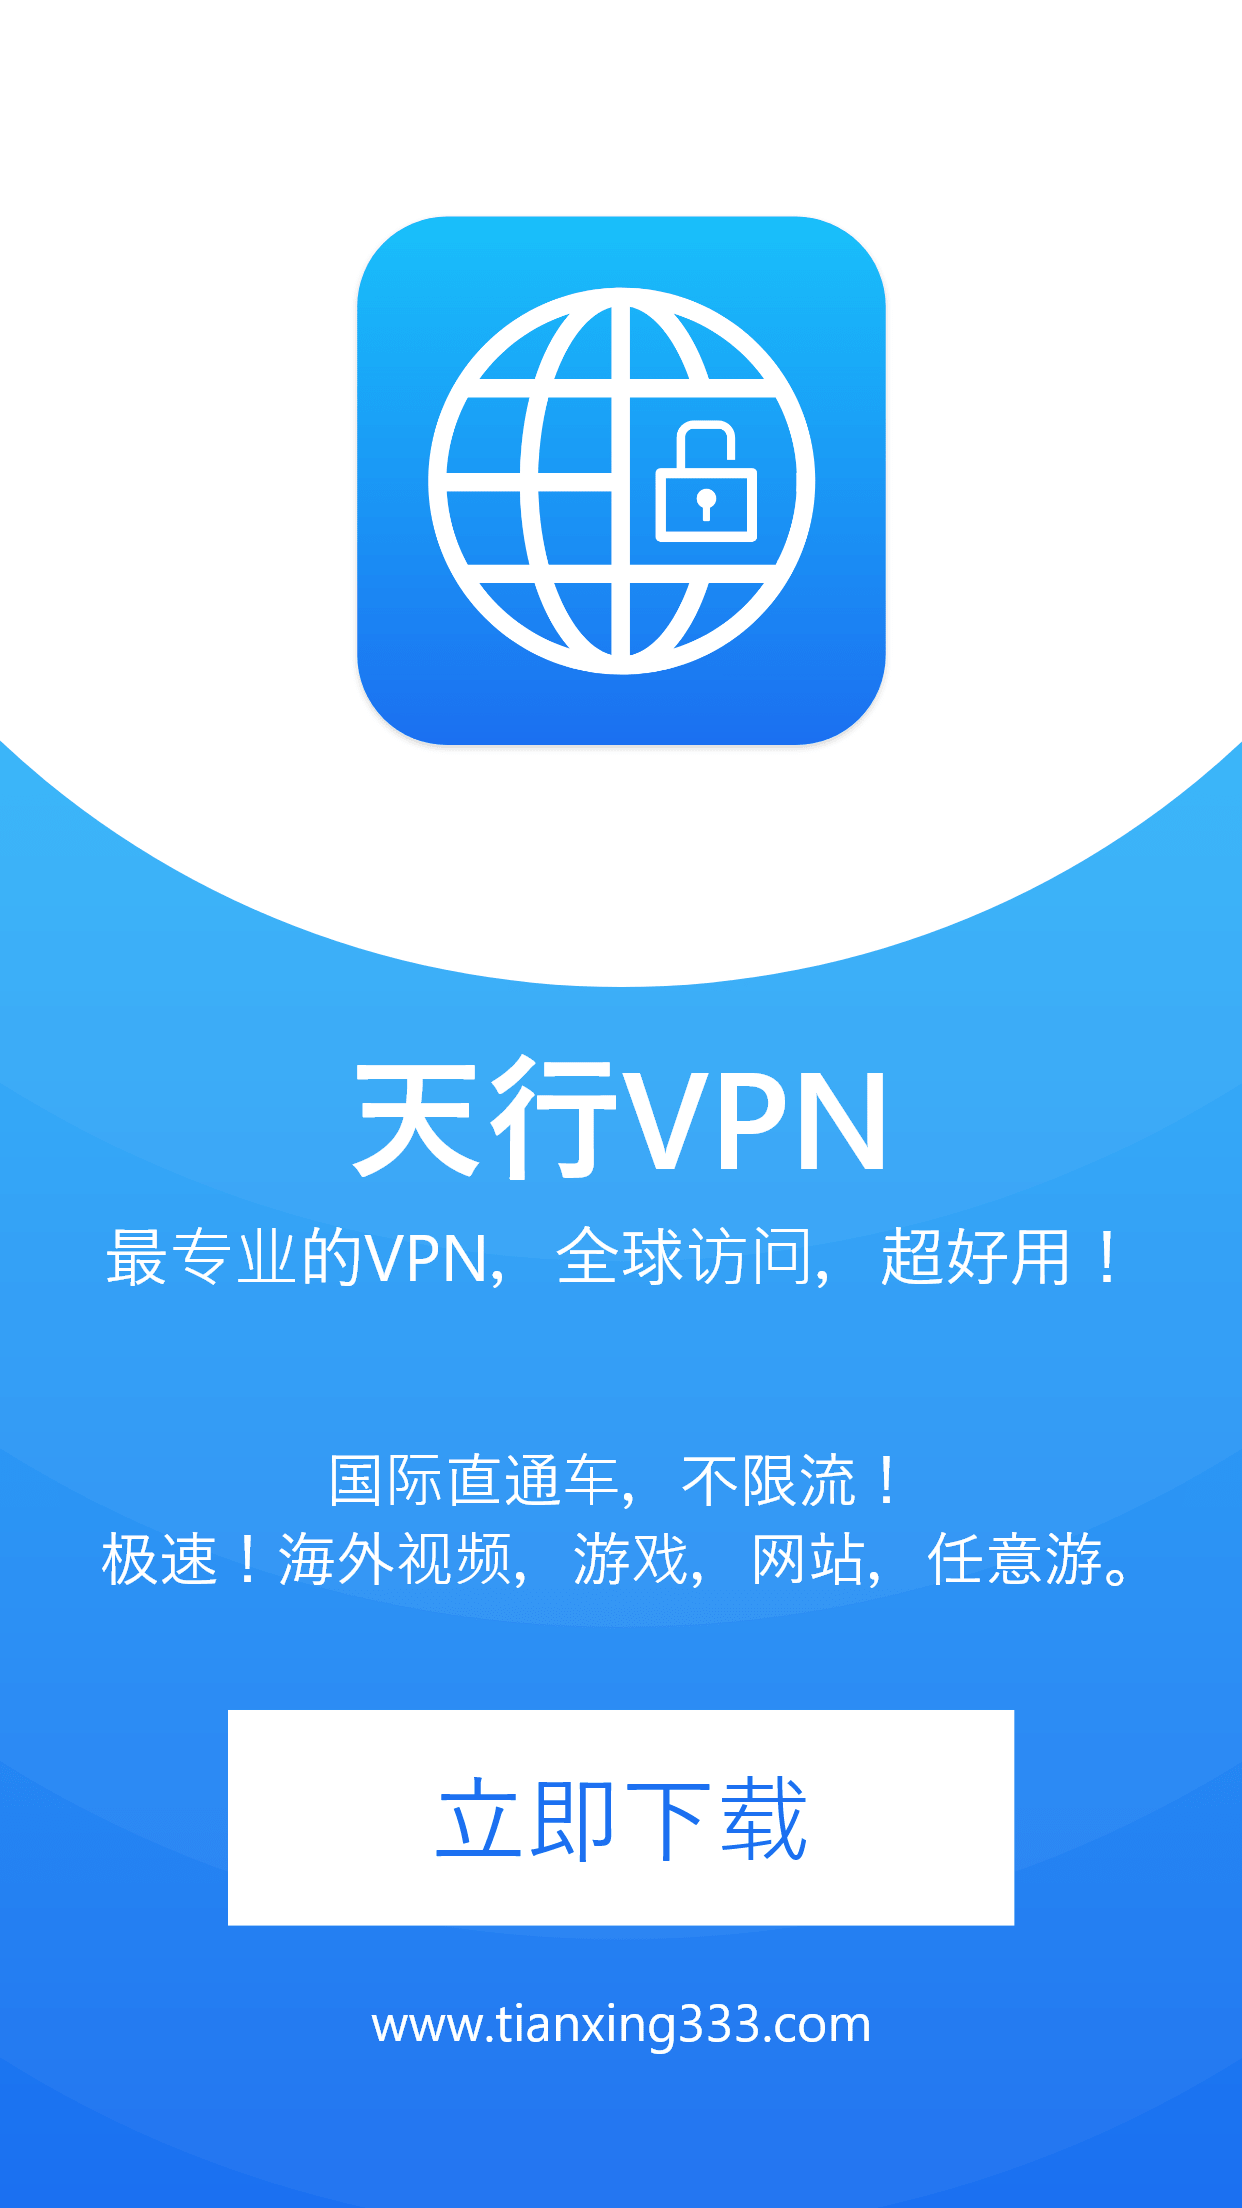 天行VPN
最专业的VPN，全球访问，超好用！
国际直通车，不限流！
极速！海外视频，游戏，网站，任意游。
立即下载
www.tianxing333.com